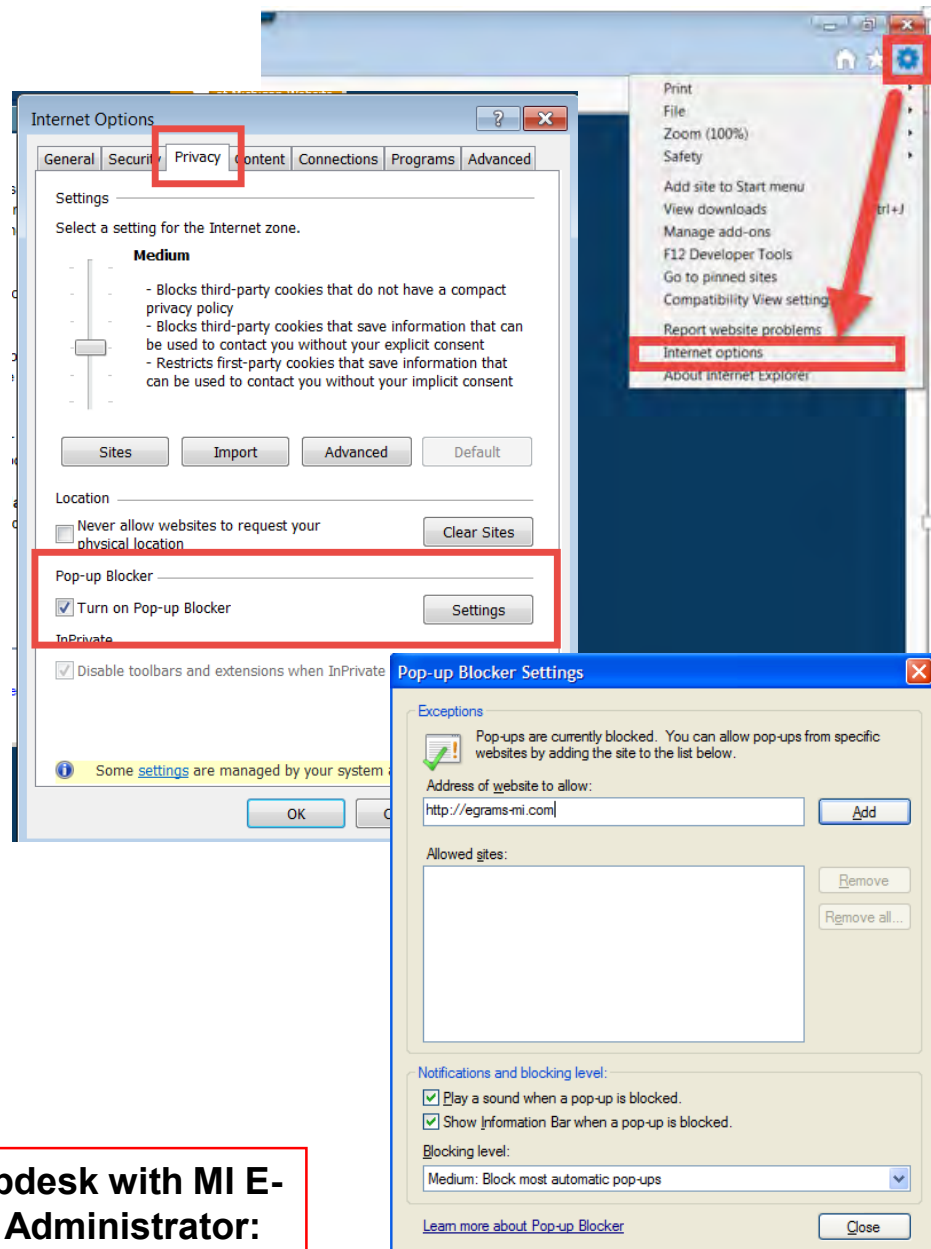 Print
File
Zoom (100%)
Safety
Add site to Start menu
View downloads
Manage add-ons
F12 Developer Tools
Go to pinned sites
Compatibility View
Report website problems
Internet options
About Internet Explorer
Internet Options
General Security Privacy Content Connections Programs Advanced
Settings
Select a setting for the Internet zone.
Medium
- Blocks third-party cookies that do not have a compact
privacy policy
- Blocks third-party cookies that save information that can
be used to contact you without your explicit consent
- Restricts first-party cookies that save information that
can be used to contact you without your implicit consent
Sites Import Advanced Default
Location
Never allow websites to request your
physical location
Clear Sites
Pop-up Blocker
Turn on Pop-up Blocker
Settings
InPrivate
Disable toolbars and extensions when InPrivate
Some settings are managed by your system
OK
Pop-up Blocker Settings
Exceptions
Pop-ups are currently blocked. You can allow pop-ups from specific
websites by adding the site to the list below.
Address of website to allow:
http://egrams-mi.com
Add
Allowed sites:
Remove
Remove all...
Notifications and blocking level:
Play a sound when a pop-up is blocked.
Show Information Bar when a pop-up is blocked.
Blocking level:
Medium: Block most automatic pop-ups
Learn more about Pop-up Blocker
Close
pdesk with MI E-
Administrator: